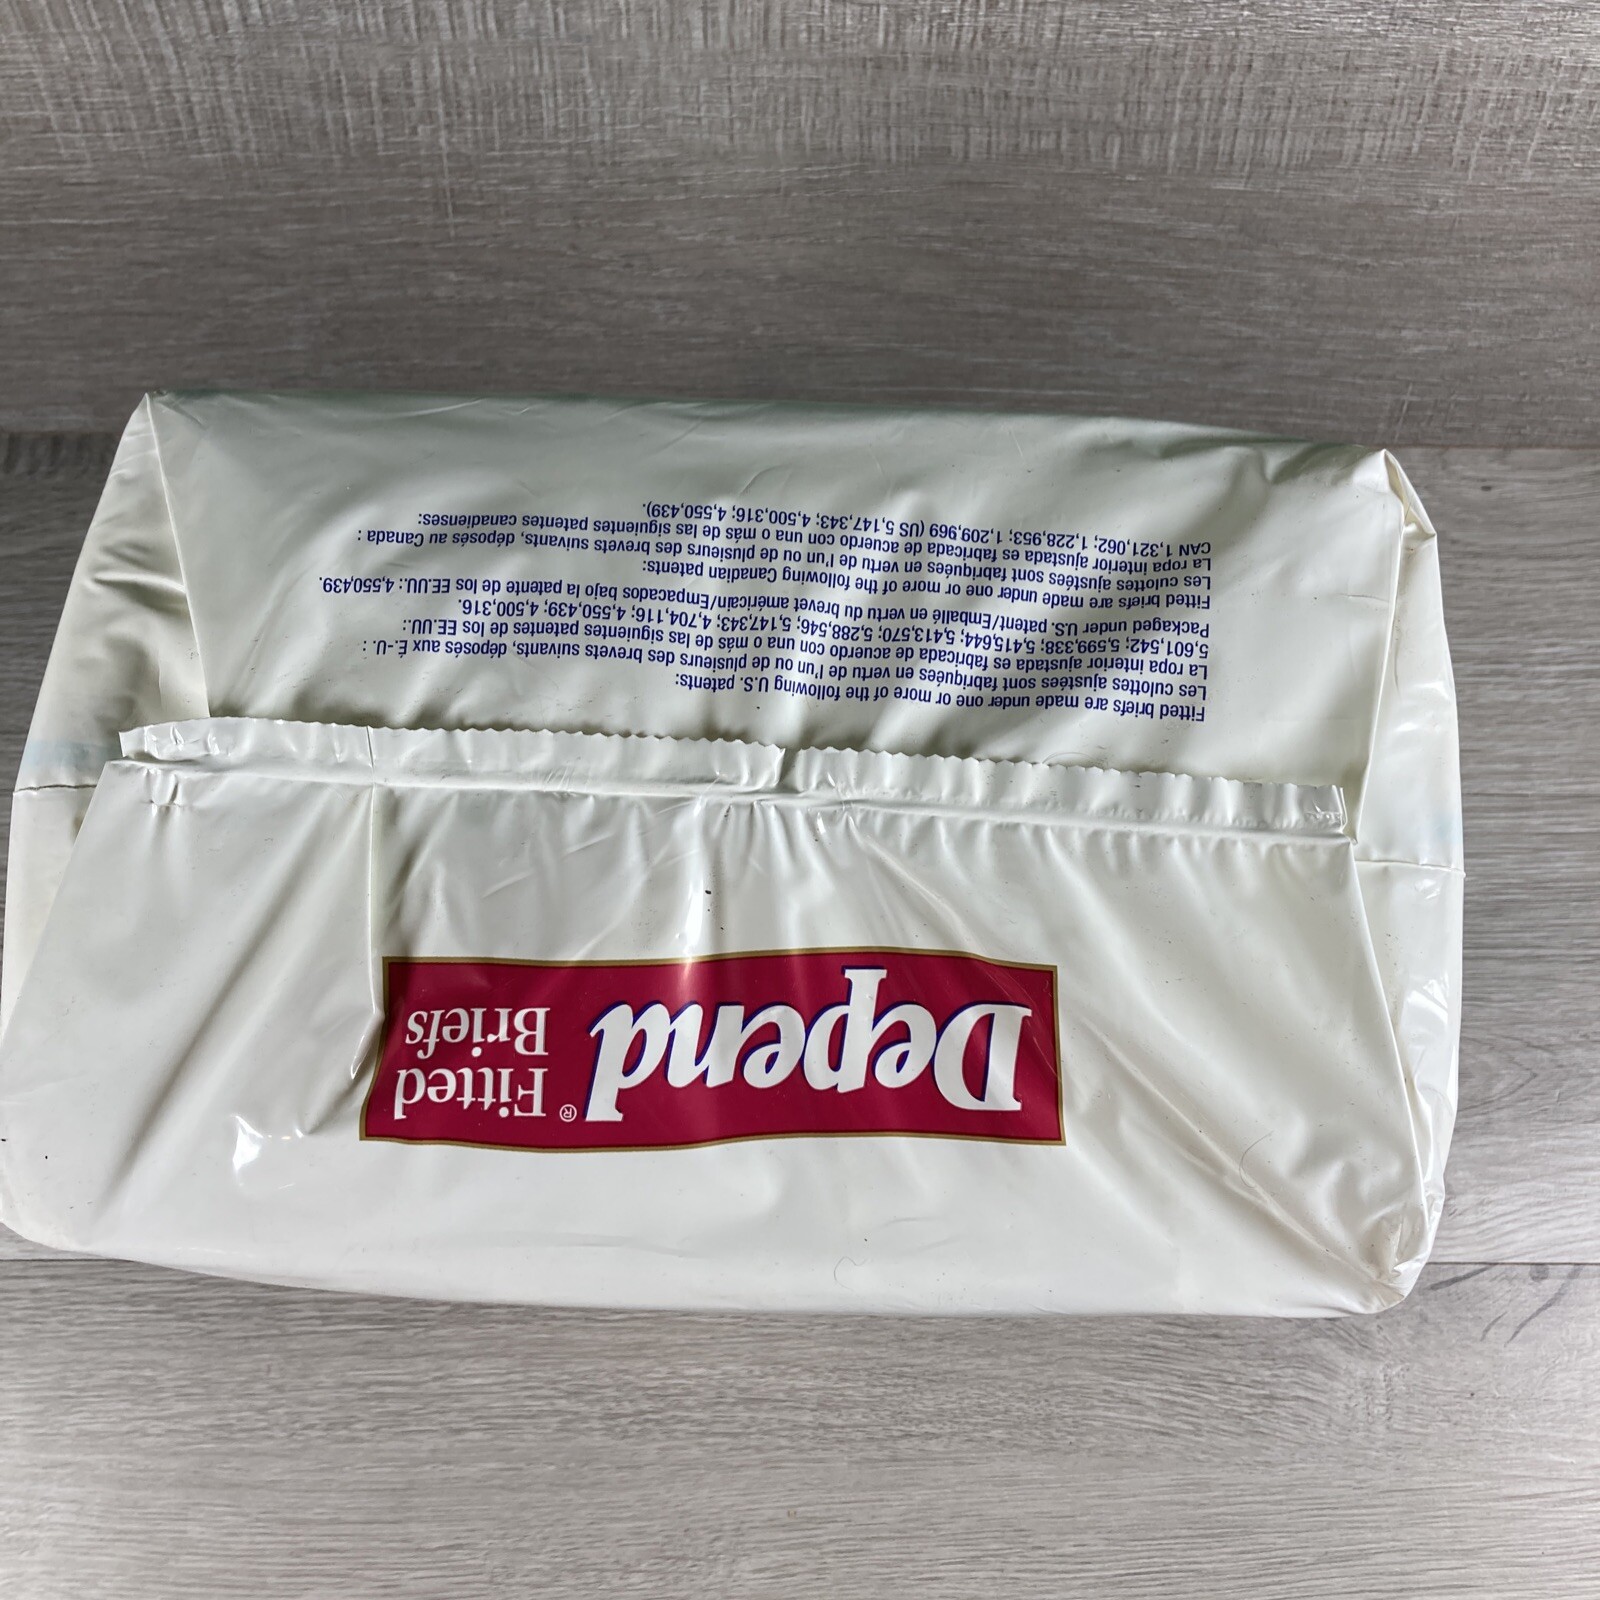 Depend® Fitted
Briefs
Fitted briefs are made under one or more of the following U.S. patents:
Les culottes ajustées sont fabriquées en vertu de l'un ou de plusieurs des brevets suivants, déposés aux É.-U. :
La ropa interior ajustada es fabricada de acuerdo con una o más de las siguientes patentes de los EE.UU.:
5,601,542; 5,599,338; 5,415,644; 5,413,570; 5,288,546; 5,147,343; 4,704,116; 4,550,439; 4,500,316.
Packaged under U.S. patent/Emballé en vertu du brevet américain/Empacados bajo la patente de los EE.UU.: 4,550,439
Fitted briefs are made under one or more of the following Canadian patents:
Les culottes ajustées sont fabriquées en vertu de l'un ou de plusieurs des brevets suivants, déposés au Canada :
La ropa interior ajustada es fabricada de acuerdo con una o más de las siguientes patentes canadienses:
CAN 1,321,062; 1,228,953; 1,209,969 (US 5,147,343; 4,500,316; 4,550,439).